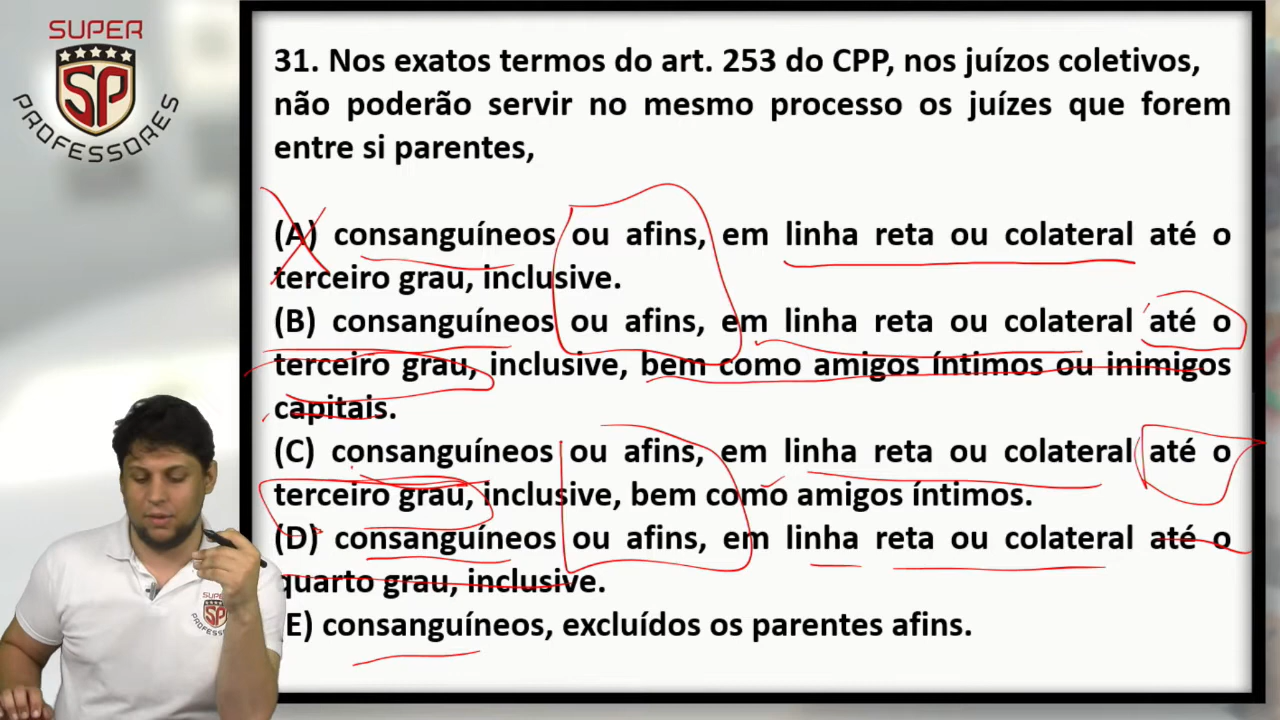 SUPER
SP
PROFESSORES
31. Nos exatos termos do art. 253 do CPP, nos juízos coletivos,
não poderão servir no mesmo processo os juízes que forem
entre si parentes,
(A) consanguíneos ou afins, em linha reta ou colateral até o
terceiro grau, inclusive.
(B) consanguíneos ou afins, em linha reta ou colateral até o
terceiro grau, inclusive, bem como amigos íntimos ou inimigos
capitais.
(C) consanguíneos ou afins, em linha reta ou colateral até o
terceiro grau, inclusive, bem como amigos íntimos.
(D) consanguíneos ou afins, em linha reta ou colateral até o
quarto grau, inclusive.
(E) consanguíneos, excluídos os parentes afins.
SUPER
SP